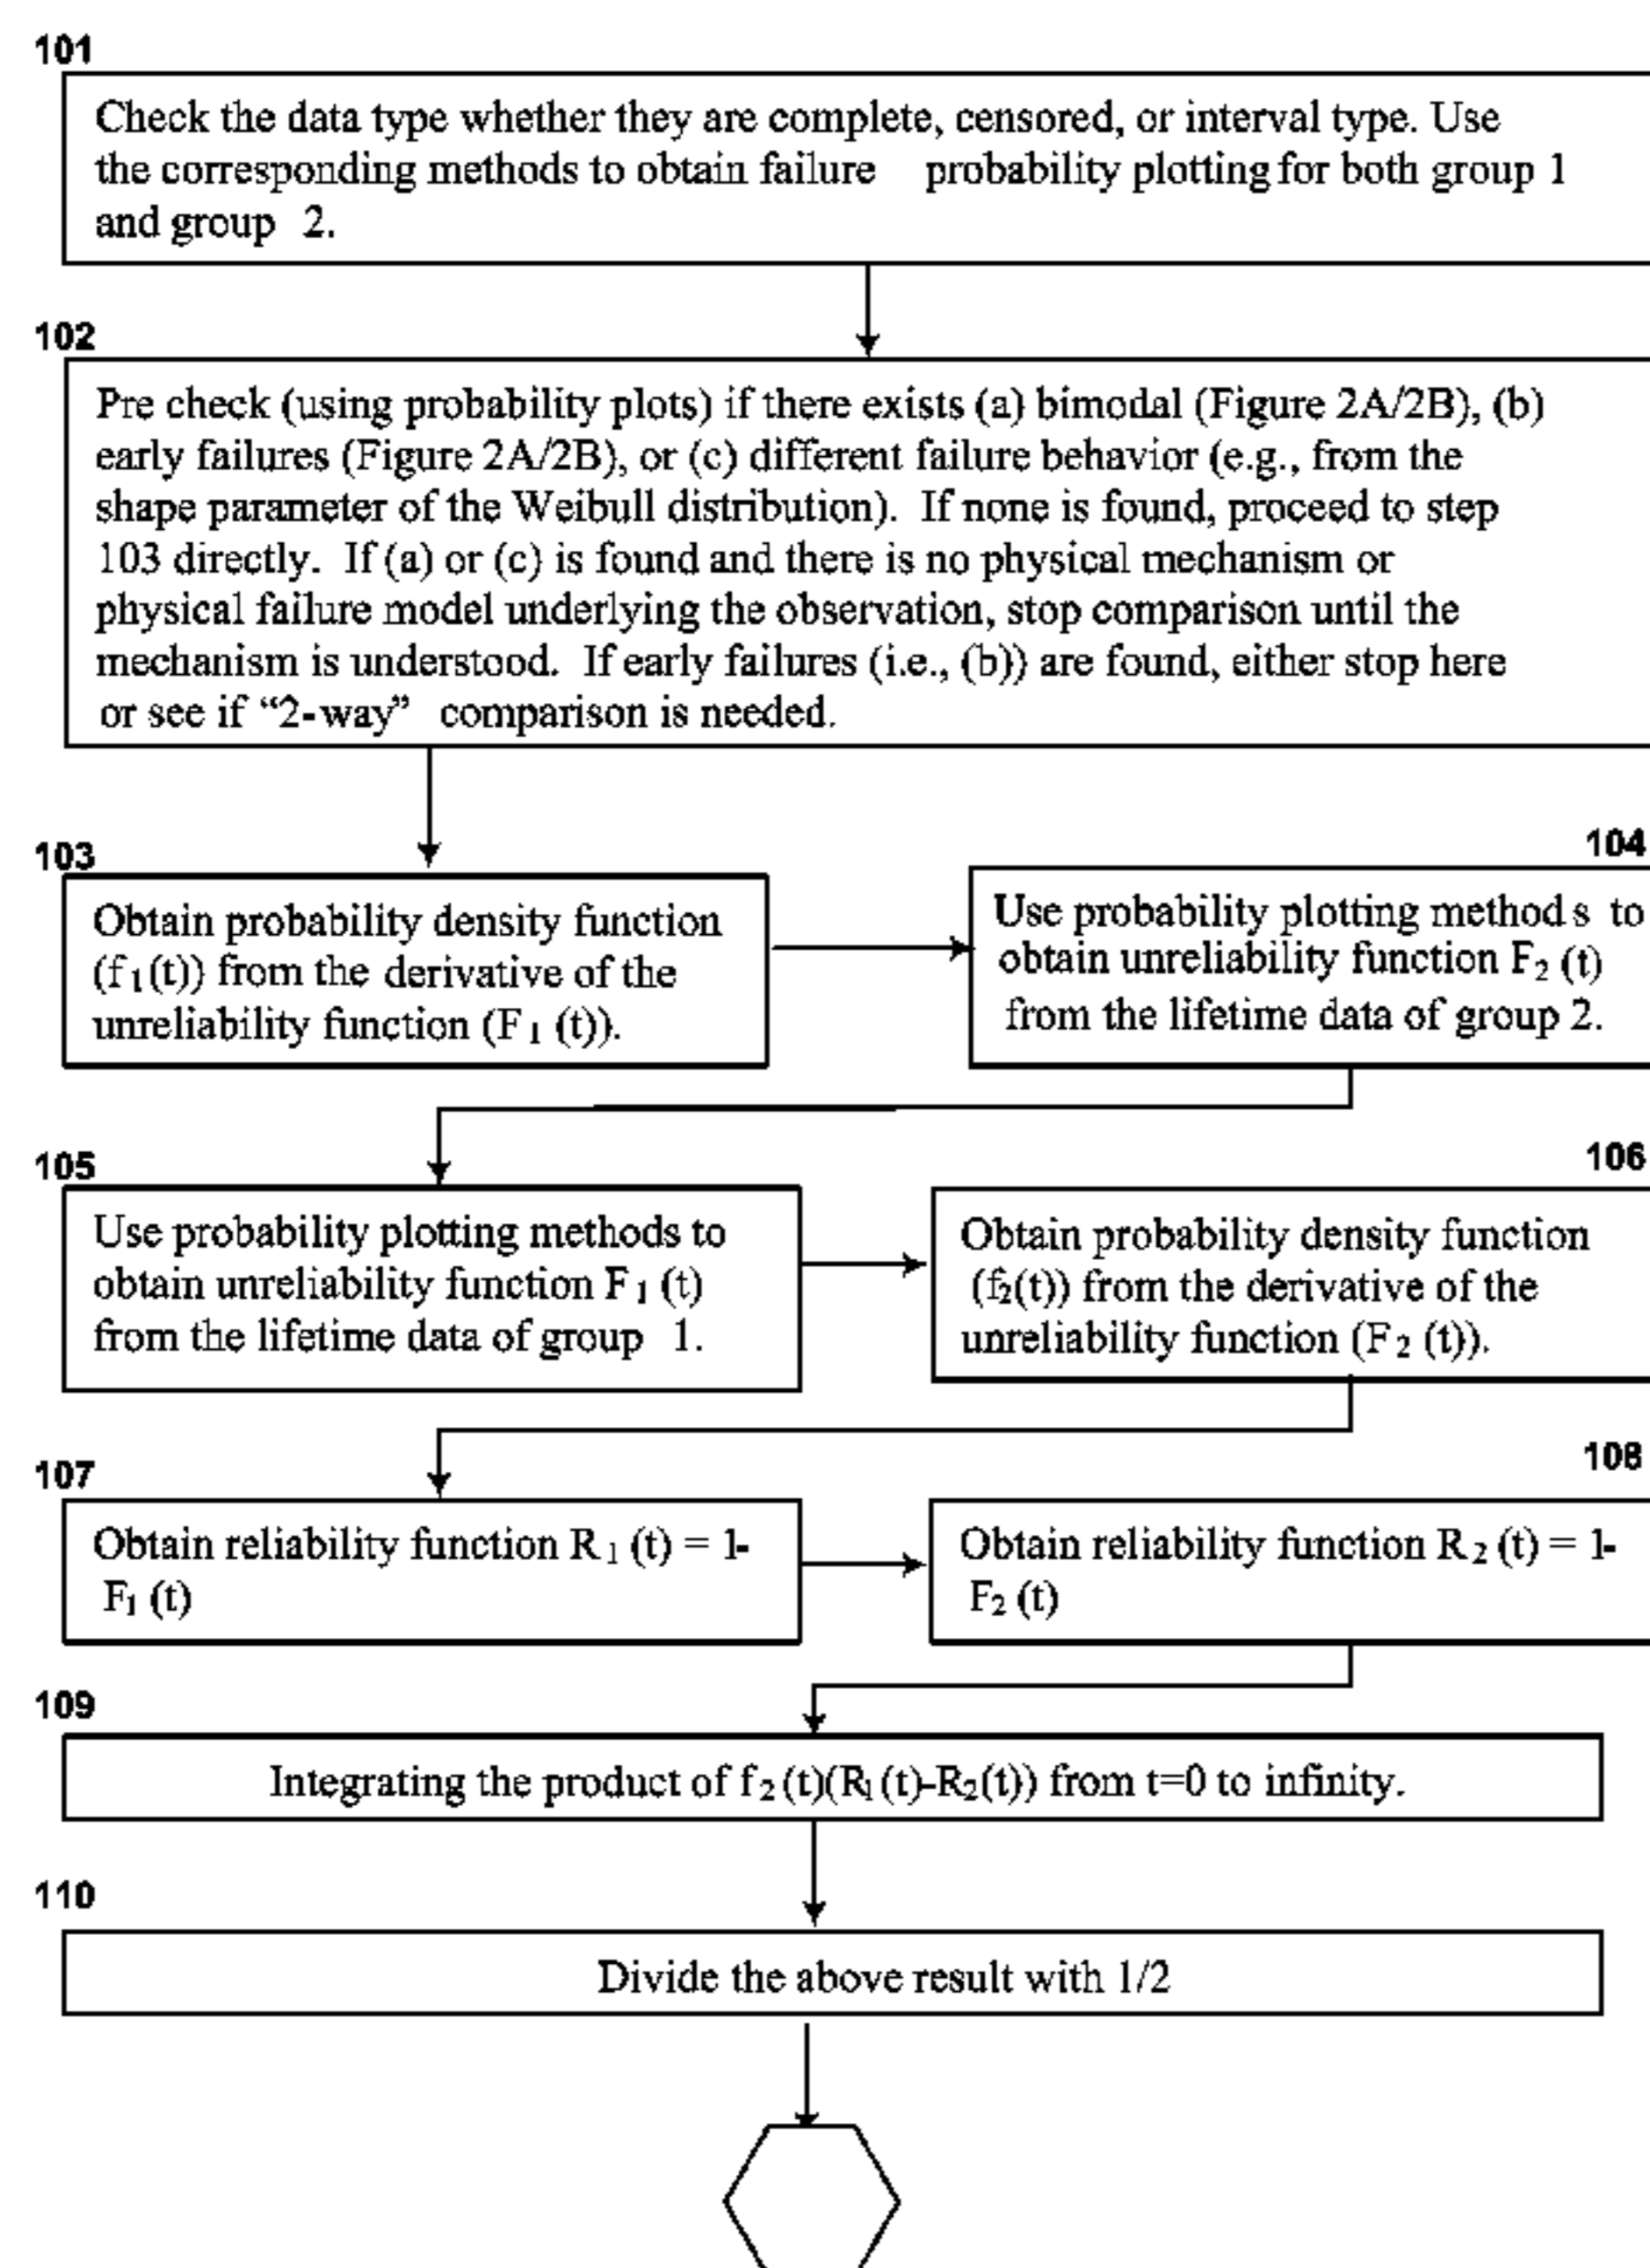 101
Check the data type whether they are complete, censored, or interval type. Use
the corresponding methods to obtain failure probability plotting for both group 1
and group 2.
102
Pre check (using probability plots) if there exists (a) bimodal (Figure 2A/2B), (b)
early failures (Figure 2A/2B), or (c) different failure behavior (e.g., from the
shape parameter of the Weibull distribution). If none is found, proceed to step
103 directly. If (a) or (c) is found and there is no physical mechanism or
physical failure model underlying the observation, stop comparison until the
mechanism is understood. If early failures (i.e., (b)) are found, either stop here
or see if “2-way” comparison is needed.
103
Obtain probability density function
(f1(t)) from the derivative of the
unreliability function (F1 (t)).
104
Use probability plotting methods to
obtain unreliability function F2 (t)
from the lifetime data of group 2.
105
Use probability plotting methods to
obtain unreliability function F1 (t)
from the lifetime data of group 1.
106
Obtain probability density function
(f2(t)) from the derivative of the
unreliability function (F2 (t)).
107
Obtain reliability function R1 (t) = 1-
F1 (t)
108
Obtain reliability function R2 (t) = 1-
F2 (t)
109
Integrating the product of f2(t)(R1(t)-R2(t)) from t=0 to infinity.
110
Divide the above result with 1/2